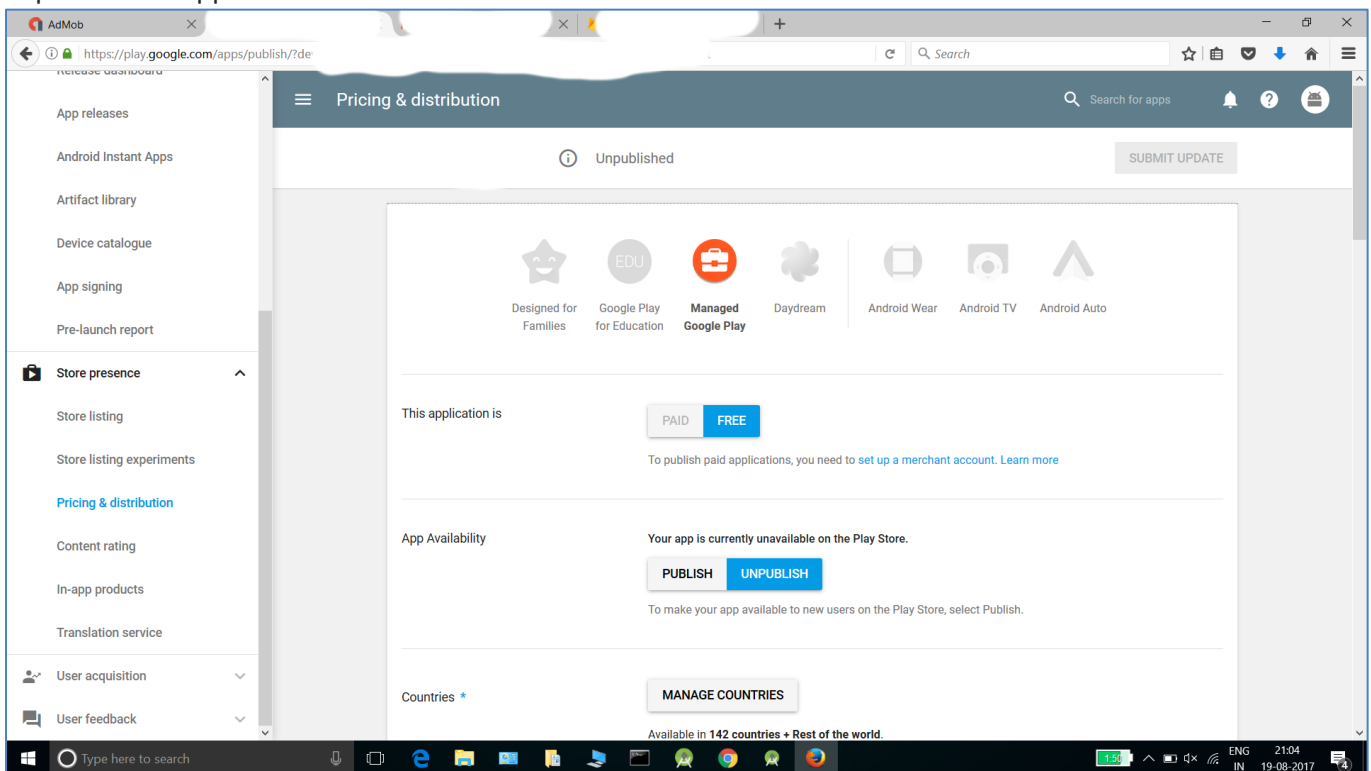 AdMob
https://play.google.com/apps/publish/?de
Search
Release dashboard
App releases
Android Instant Apps
Artifact library
Device catalogue
App signing
Pre-launch report
Store presence
Store listing
Store listing experiments
Pricing & distribution
Content rating
In-app products
Translation service
User acquisition
User feedback
Pricing & distribution
Search for apps
Unpublished
SUBMIT UPDATE
EDU
Designed for Families
Google Play for Education
Managed Google Play
Daydream
Android Wear
Android TV
Android Auto
This application is
PAID FREE
To publish paid applications, you need to set up a merchant account. Learn more
App Availability
Your app is currently unavailable on the Play Store.
PUBLISH UNPUBLISH
To make your app available to new users on the Play Store, select Publish.
Countries *
MANAGE COUNTRIES
Available in 142 countries + Rest of the world.
Type here to search
1:50
ENG
IN
21:04
19-08-2017
4